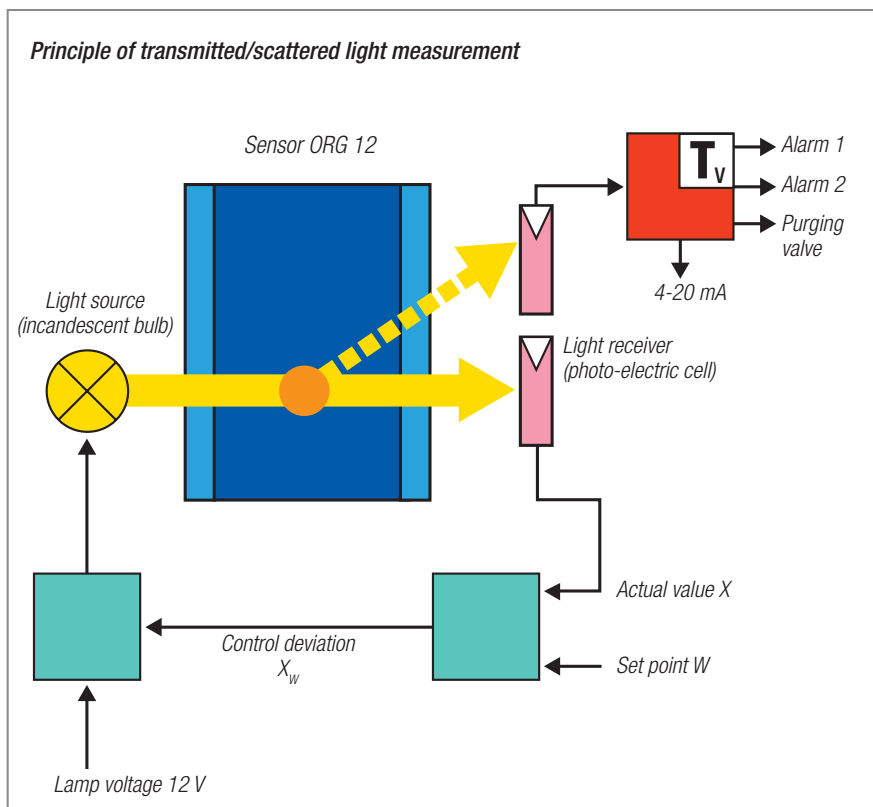 Principle of transmitted/scattered light measurement
Sensor ORG 12
T
V
Alarm 1
Alarm 2
Purging
valve
4-20 mA
Light source
(incandescent bulb)
Light receiver
(photo-electric cell)
Actual value X
Control deviation
XW
Set point W
Lamp voltage 12 V